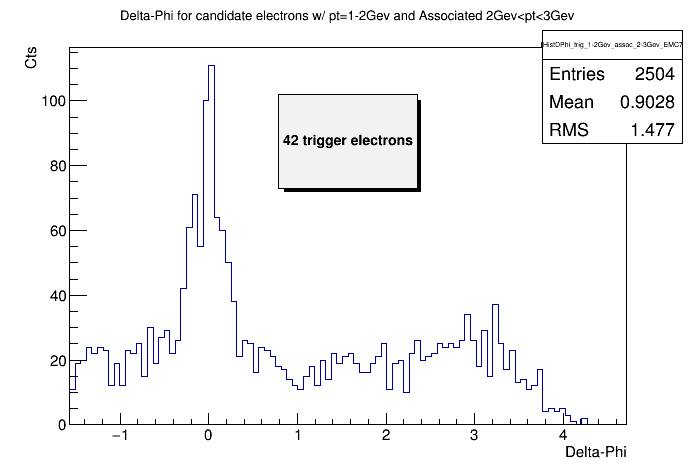 Delta-Phi for candidate electrons w/ pt=1-2Gev and Associated 2Gev<pt<3Gev
HistDPhi_trig_1-2Gev_assoc_2-3Gev_EMC7
Entries 2504
Mean 0.9028
RMS 1.477
42 trigger electrons
Cts
100
80
60
40
20
0
−1 0 1 2 3 4
Delta-Phi